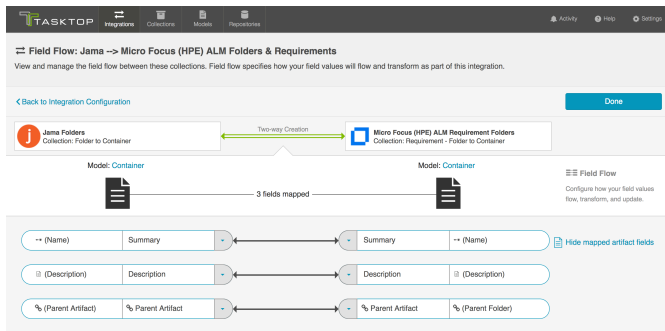 TASKTOP
Integrations
Collections
Models
Repositories
Activity
Help
Settings
Field Flow: Jama --> Micro Focus (HPE) ALM Folders & Requirements
View and manage the field flow between these collections. Field flow specifies how your field values will flow and transform as part of this integration.
Back to Integration Configuration
Done
Jama Folders
Collection: Folder to Container
Two-way Creation
Micro Focus (HPE) ALM Requirement Folders
Collection: Requirement - Folder to Container
Model: Container
Model: Container
3 fields mapped
Field Flow
Configure how your field values
flow, transform, and update.
(Name) Summary Summary (Name)
Hide mapped artifact fields
(Description) Description Description (Description)
(Parent Artifact) Parent Artifact Parent Artifact (Parent Folder)